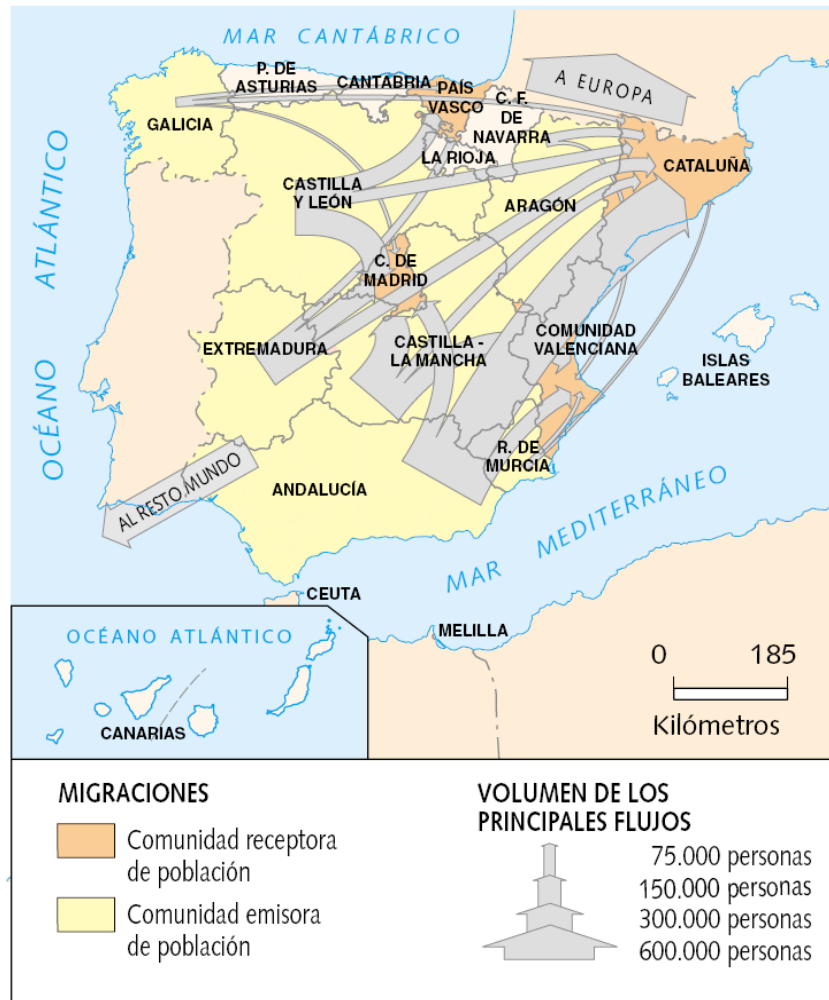 MAR CANTÁBRICO
P. DE
ASTURIAS
CANTABRIA
PAÍS
VASCO
C. F.
DE
NAVARRA
A EUROPA
GALICIA
LA RIOJA
CATALUÑA
CASTILLA
Y LEÓN
ARAGÓN
OCÉANO ATLÁNTICO
C. DE
MADRID
EXTREMADURA
CASTILLA -
LA MANCHA
COMUNIDAD
VALENCIANA
ISLAS
BALEARES
R. DE
MURCIA
AL RESTO MUNDO
ANDALUCÍA
MAR MEDITERRÁNEO
CEUTA
MELILLA
OCÉANO ATLÁNTICO
CANARIAS
0 185
Kilómetros
MIGRACIONES
Comunidad receptora
de población
Comunidad emisora
de población
VOLUMEN DE LOS
PRINCIPALES FLUJOS
75.000 personas
150.000 personas
300.000 personas
600.000 personas